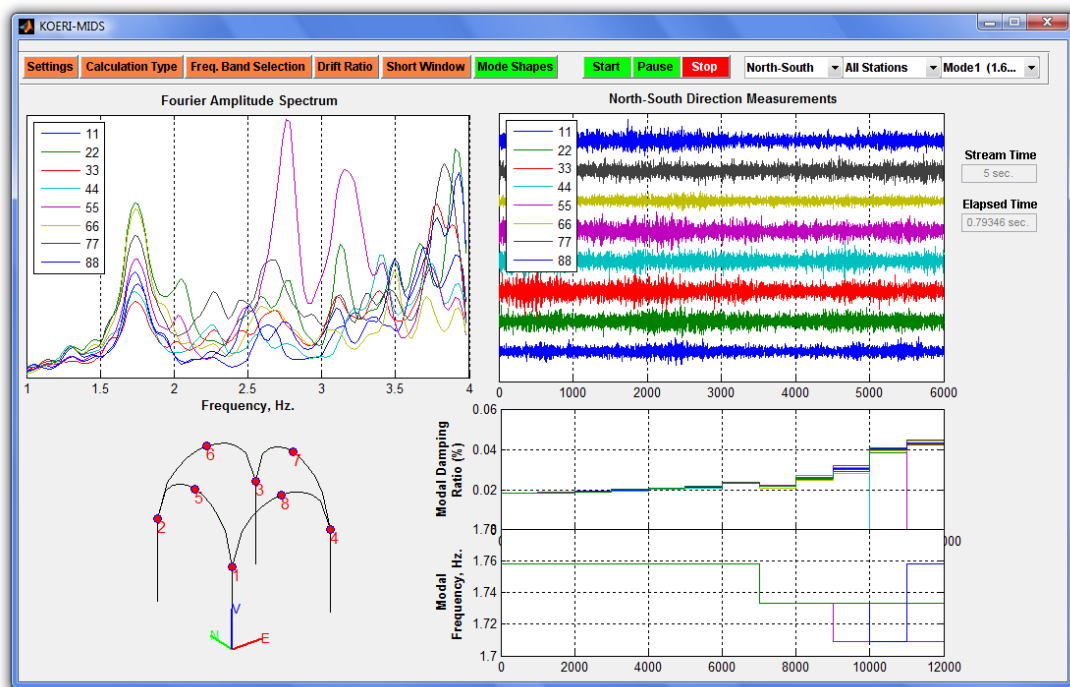 KOERI-MIDS
Settings Calculation Type Freq. Band Selection Drift Ratio Short Window Mode Shapes Start Pause Stop North-South All Stations Mode1 (1.6...
Fourier Amplitude Spectrum
11
22
33
44
55
66
77
88
1 1.5 2 2.5 3 3.5 4
Frequency, Hz.
North-South Direction Measurements
11
22
33
44
55
66
77
88
0 1000 2000 3000 4000 5000 6000
Stream Time
5 sec.
Elapsed Time
0.79346 sec.
6
7
3
5
8
2
4
1
V
N
E
Modal Damping
Ratio (%)
0.06
0.04
0.02
0
Modal
Frequency, Hz.
1.78
1.76
1.74
1.72
1.7
0 2000 4000 6000 8000 10000 12000